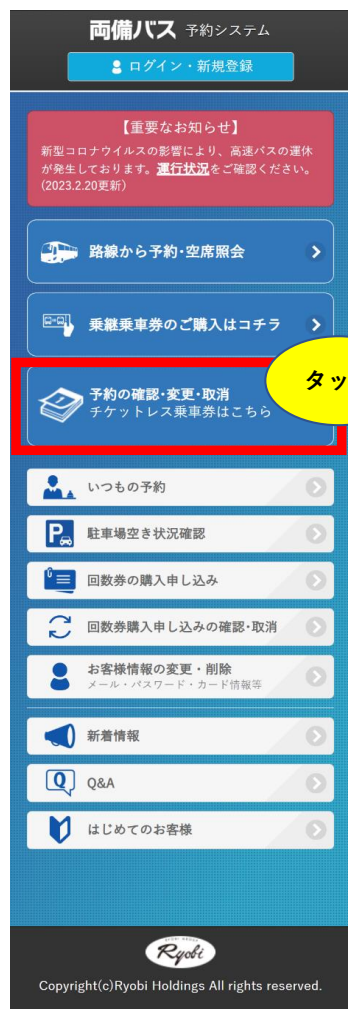 両備バス 予約システム
ログイン・新規登録
【重要なお知らせ】
新型コロナウイルスの影響により、高速バスの運休
が発生しております。運行状況をご確認ください。
(2023.2.20更新)
路線から予約・空席照会
乗継乗車券のご購入はコチラ
予約の確認・変更・取消
チケットレス乗車券はこちら
タッ
いつもの予約
P 駐車場空き状況確認
回数券の購入申し込み
回数券購入申し込みの確認・取消
お客様情報の変更・削除
メール・パスワード・カード情報等
新着情報
Q Q&A
はじめてのお客様
Ryobi
Copyright(c)Ryobi Holdings All rights reserved.